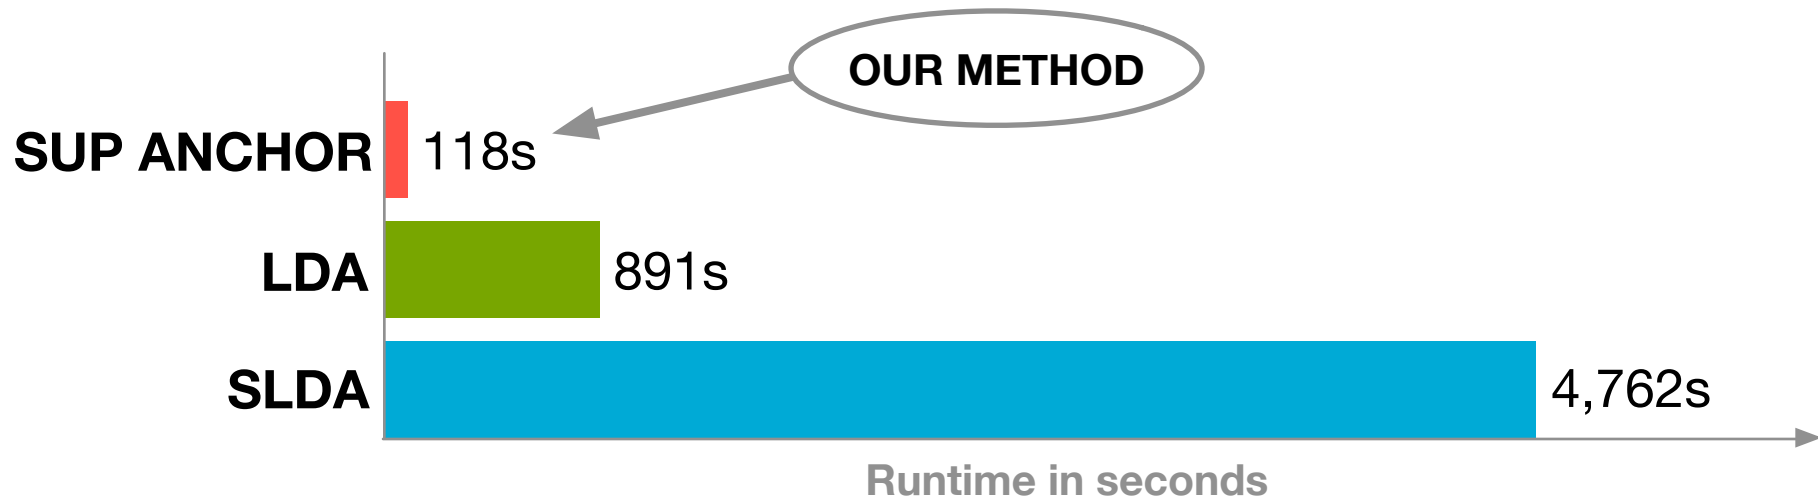 OUR METHOD
SUP ANCHOR 118s
LDA 891s
SLDA 4,762s
Runtime in seconds